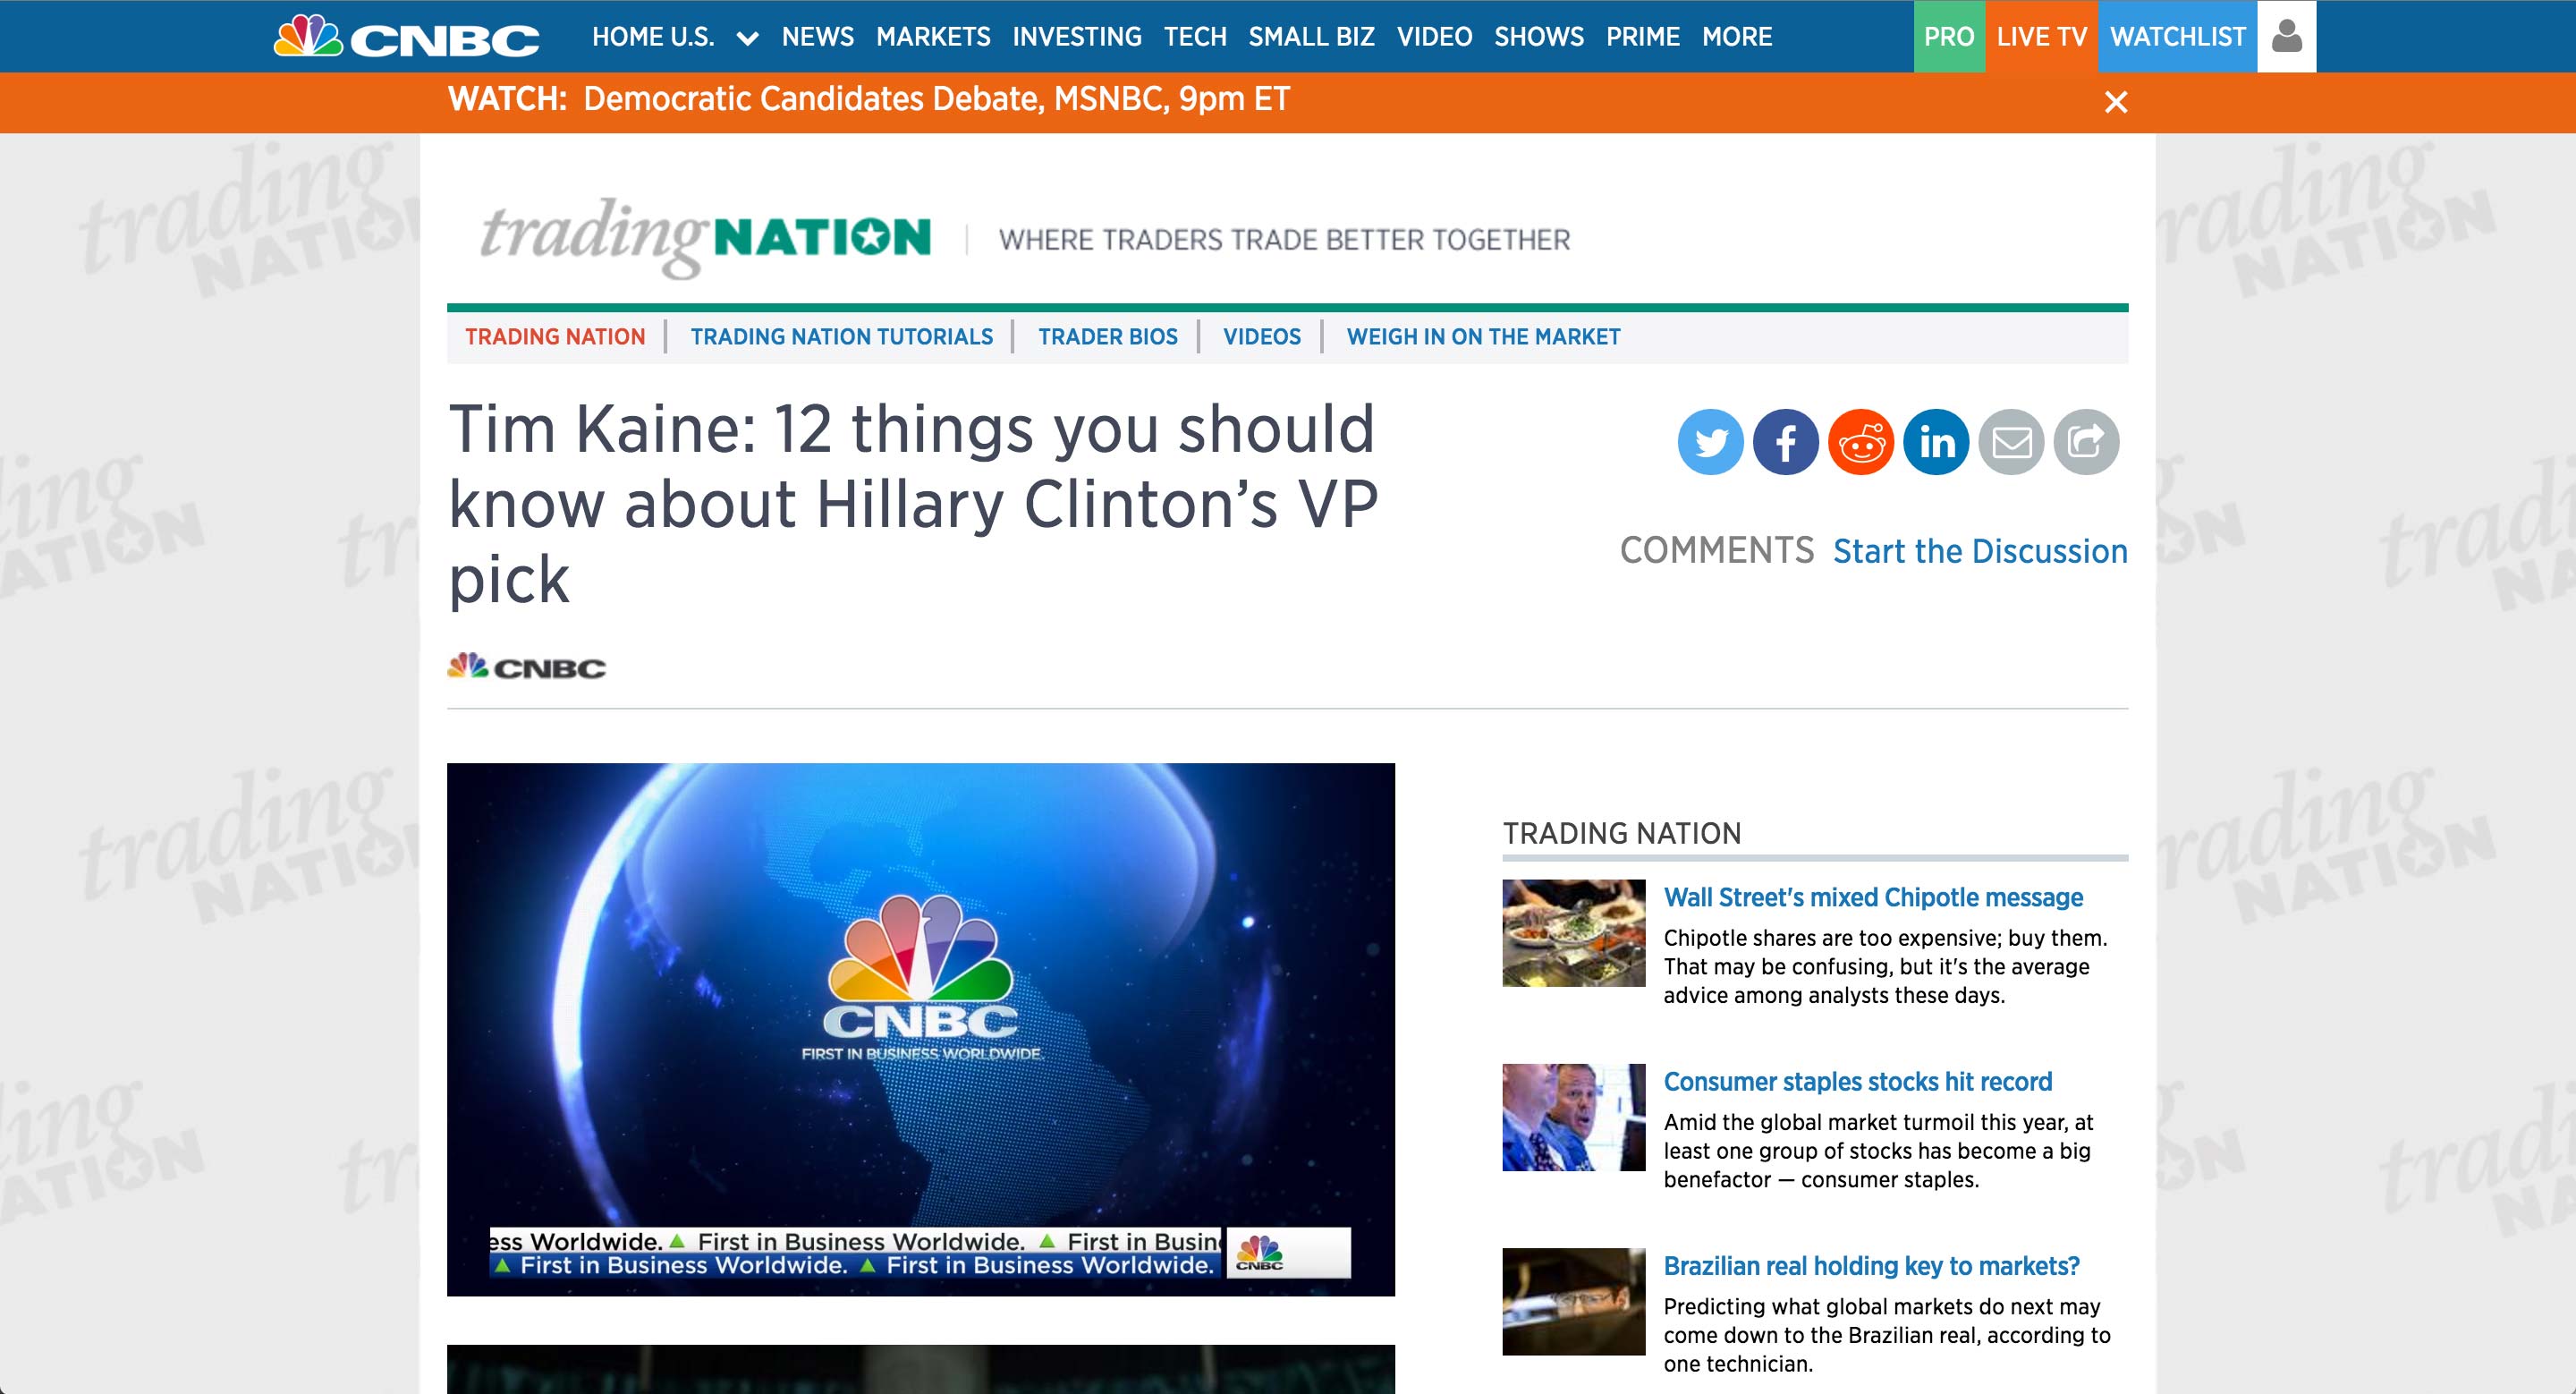 CNBC
HOME U.S. NEWS MARKETS INVESTING TECH SMALL BIZ VIDEO SHOWS PRIME MORE
PRO LIVE TV WATCHLIST
WATCH: Democratic Candidates Debate, MSNBC, 9pm ET
trading NATION
WHERE TRADERS TRADE BETTER TOGETHER
TRADING NATION
TRADING NATION TUTORIALS
TRADER BIOS
VIDEOS
WEIGH IN ON THE MARKET
Tim Kaine: 12 things you should
know about Hillary Clinton’s VP
pick
COMMENTS Start the Discussion
CNBC
CNBC
FIRST IN BUSINESS WORLDWIDE
ess Worldwide. First in Business Worldwide. First in Busin
First in Business Worldwide. First in Business Worldwide.
CNBC
TRADING NATION
Wall Street's mixed Chipotle message
Chipotle shares are too expensive; buy them.
That may be confusing, but it's the average
advice among analysts these days.
Consumer staples stocks hit record
Amid the global market turmoil this year, at
least one group of stocks has become a big
benefactor — consumer staples.
Brazilian real holding key to markets?
Predicting what global markets do next may
come down to the Brazilian real, according to
one technician.
trading
NATION
trading
NATION
trading
NATION
trading
NATION